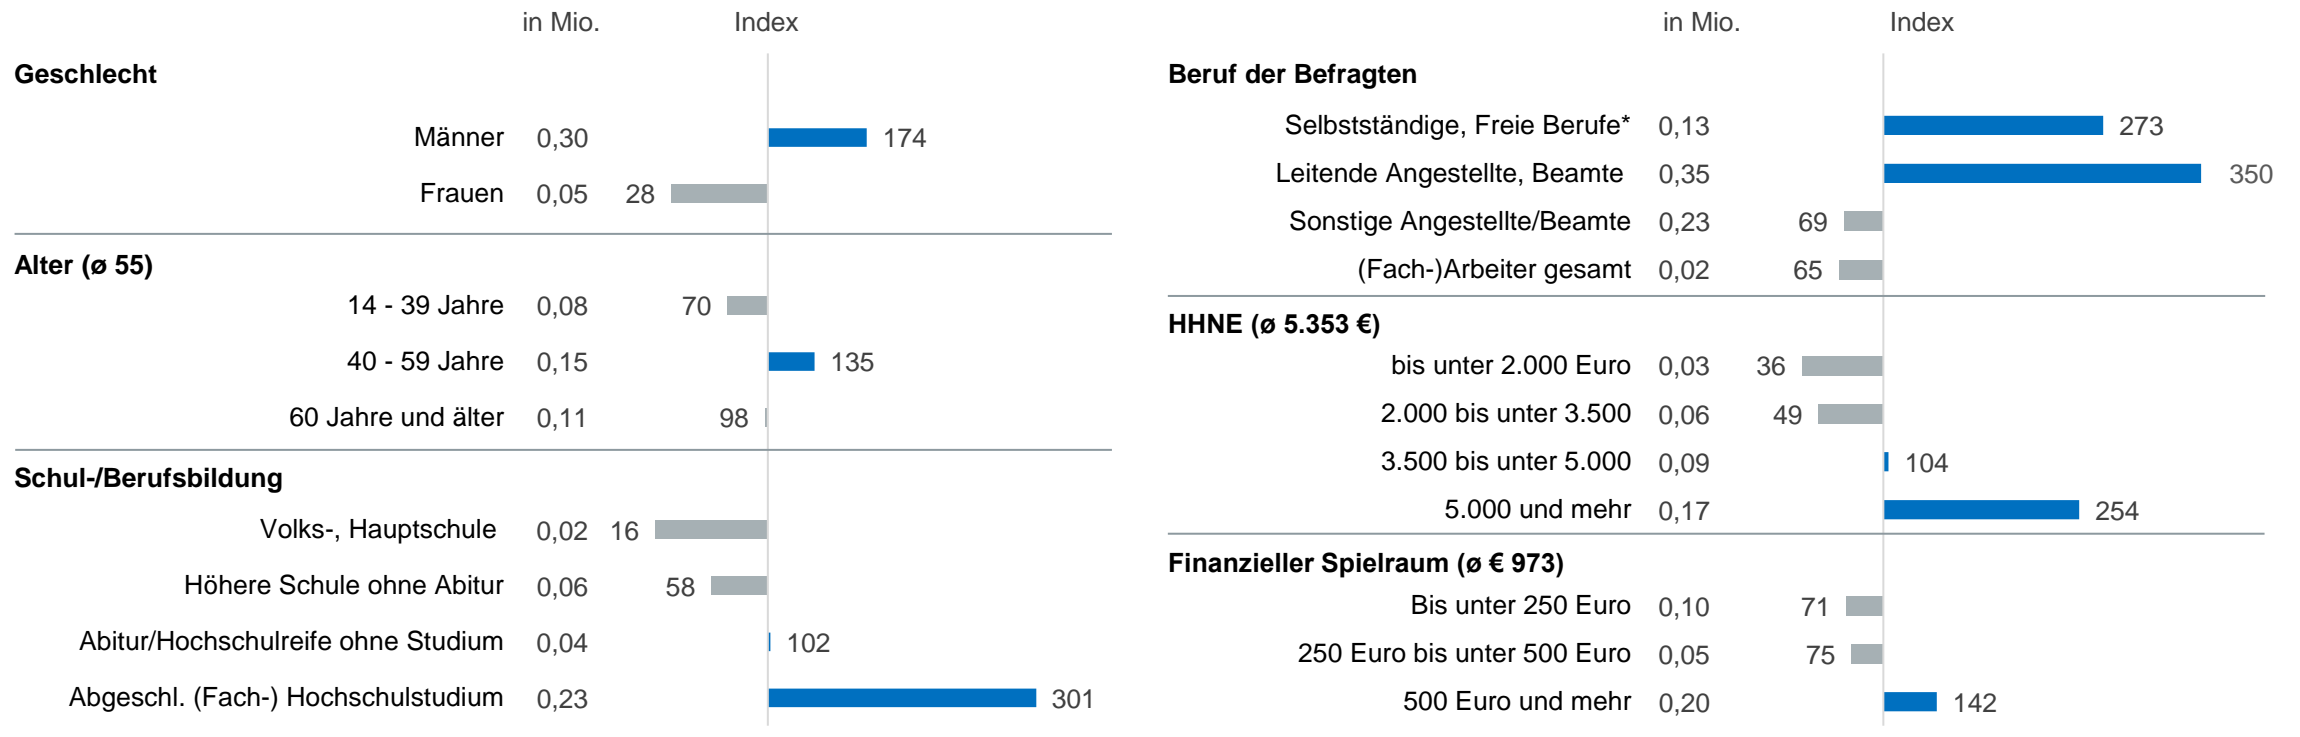 in Mio. Index
Geschlecht
Männer 0,30 174
Frauen 0,05 28
Alter (ø 55)
14 - 39 Jahre 0,08 70
40 - 59 Jahre 0,15 135
60 Jahre und älter 0,11 98
Schul-/Berufsbildung
Volks-, Hauptschule 0,02 16
Höhere Schule ohne Abitur 0,06 58
Abitur/Hochschulreife ohne Studium 0,04 102
Abgeschl. (Fach-) Hochschulstudium 0,23 301
in Mio. Index
Beruf der Befragten
Selbstständige, Freie Berufe* 0,13 273
Leitende Angestellte, Beamte 0,35 350
Sonstige Angestellte/Beamte 0,23 69
(Fach-)Arbeiter gesamt 0,02 65
HHNE (ø 5.353 €)
bis unter 2.000 Euro 0,03 36
2.000 bis unter 3.500 0,06 49
3.500 bis unter 5.000 0,09 104
5.000 und mehr 0,17 254
Finanzieller Spielraum (ø € 973)
Bis unter 250 Euro 0,10 71
250 Euro bis unter 500 Euro 0,05 75
500 Euro und mehr 0,20 142